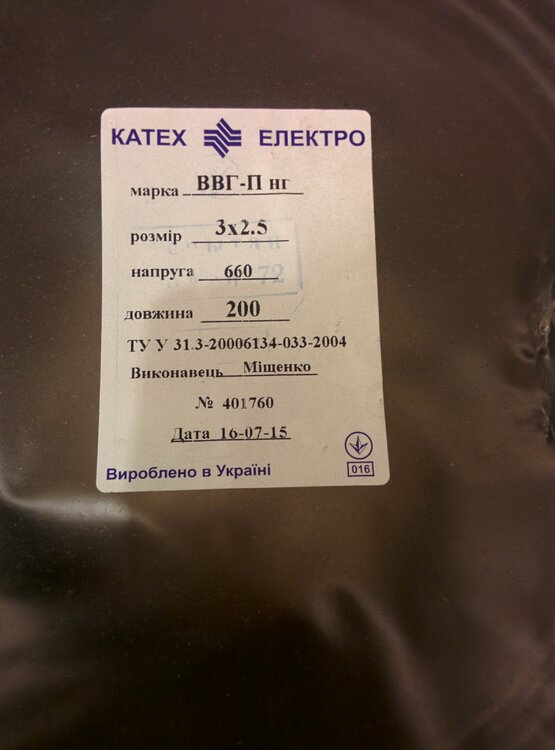 КАТЕХ ЕЛЕКТРО
марка ВВГ-П нг
розмір 3х2.5
напруга 660
довжина 200
ТУ У 31.3-20006134-033-2004
Виконавець Міщенко
№ 401760
Дата 16-07-15
016
Вироблено в Україні